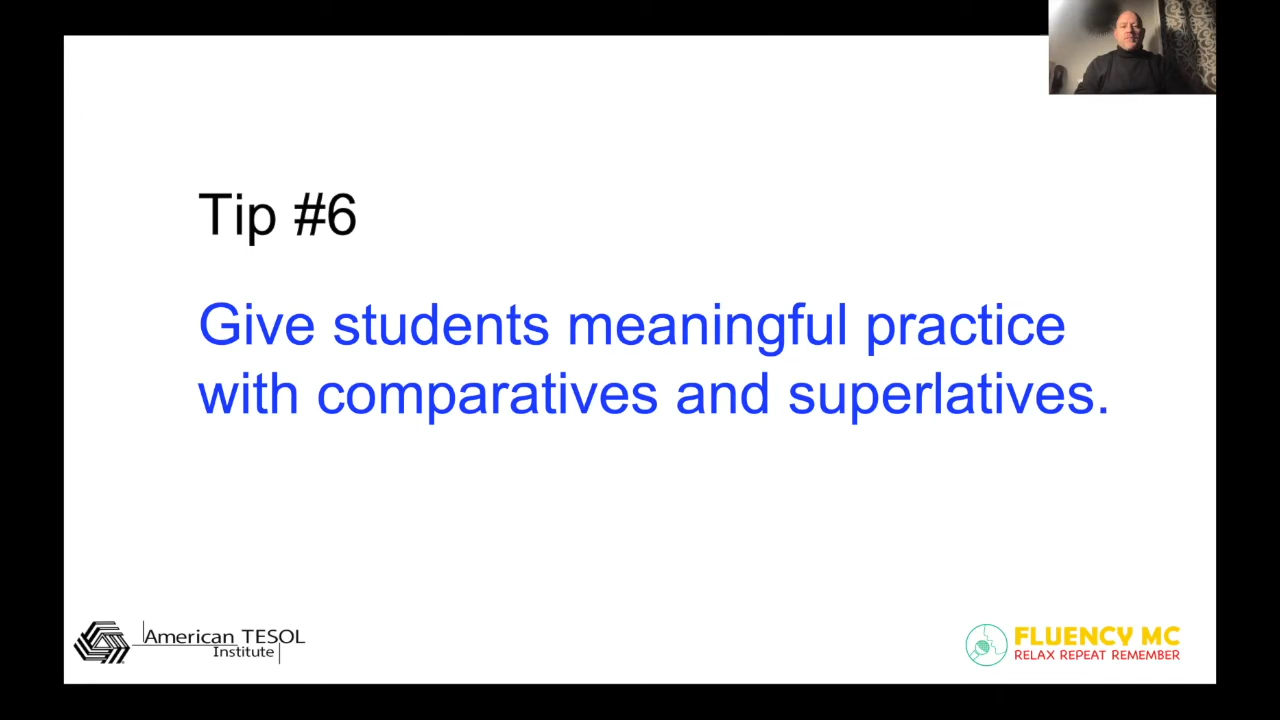 Tip #6
Give students meaningful practice
with comparatives and superlatives.
American TESOL
Institute
FLUENCY MC
RELAX REPEAT REMEMBER